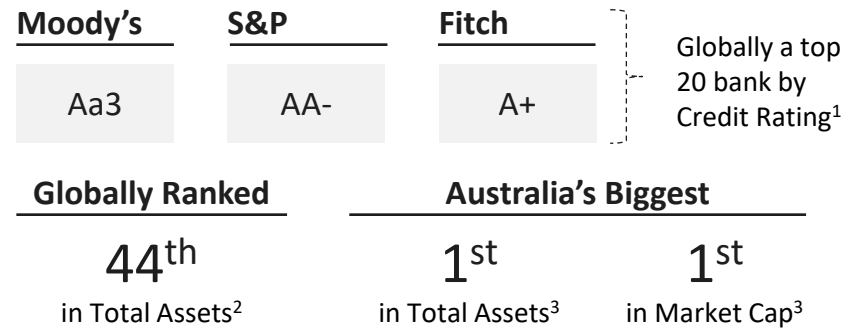 Moody's S&P Fitch
Aa3 AA- A+
Globally a top
20 bank by
Credit Rating¹
Globally Ranked Australia’s Biggest
44th 1st 1st
in Total Assets² in Total Assets³ in Market Cap³